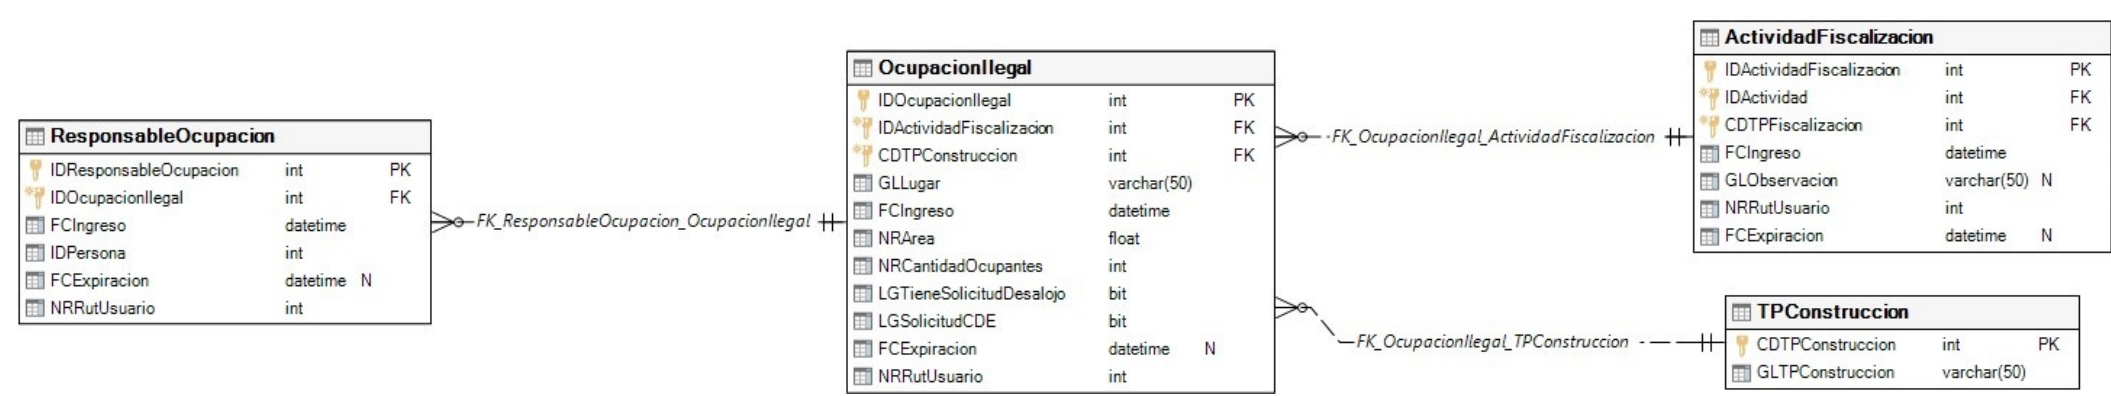 ResponsableOcupacion
IDResponsableOcupacion int PK
IDOcupacionIlegal int FK
FCIngreso datetime
IDPersona int
FCExpiracion datetime N
NRRutUsuario int
FK_ResponsableOcupacion_OcupacionIlegal
OcupacionIlegal
IDOcupacionIlegal int PK
IDActividadFiscalizacion int FK
CDTPConstruccion int FK
GLLugar varchar(50)
FCIngreso datetime
NRArea float
NRCantidadOcupantes int
LGTieneSolicitudDesalojo bit
LGSolicitudCDE bit
FCExpiracion datetime N
NRRutUsuario int
FK_OcupacionIlegal_ActividadFiscalizacion
FK_OcupacionIlegal_TPConstruccion
ActividadFiscalizacion
IDActividadFiscalizacion int PK
IDActividad int FK
CDTPFiscalizacion int FK
FCIngreso datetime
GLObservacion varchar(50) N
NRRutUsuario int
FCExpiracion datetime N
TPConstruccion
CDTPConstruccion int PK
GLTPConstruccion varchar(50)